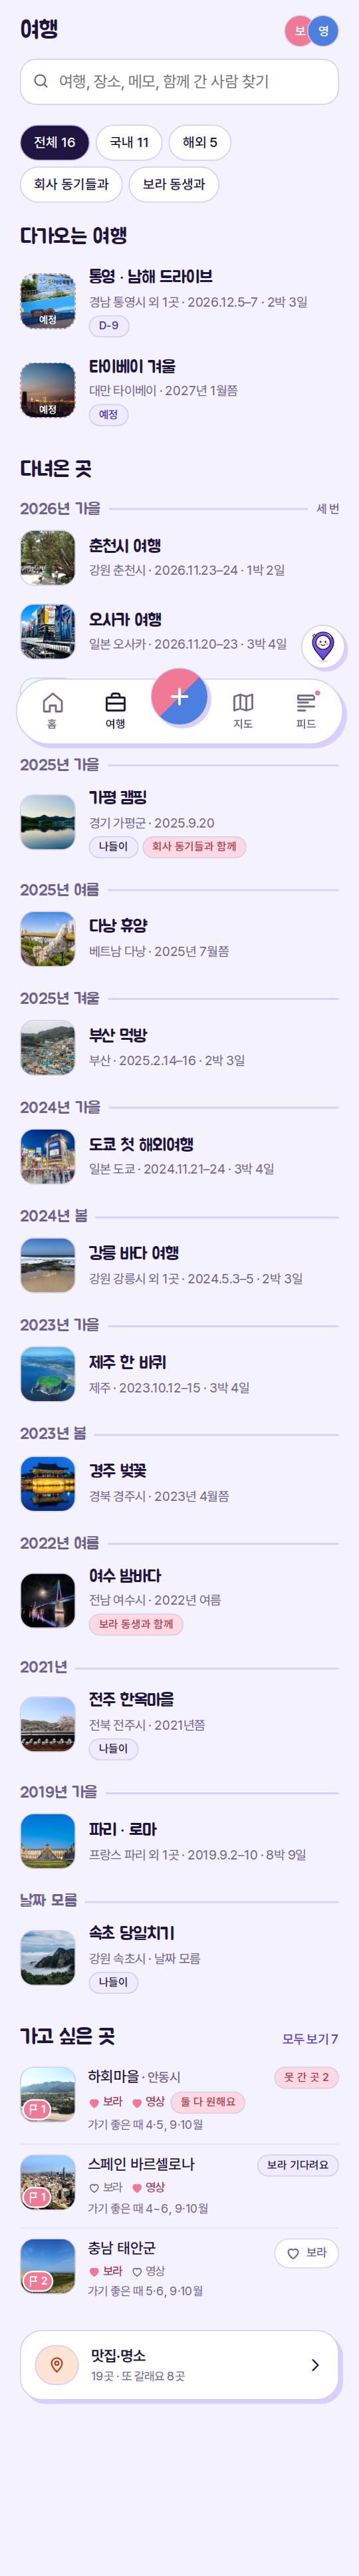 여행
보 영
여행, 장소, 메모, 함께 간 사람 찾기
전체 16 국내 11 해외 5
회사 동기들과 보라 동생과
다가오는 여행
통영 · 남해 드라이브
경남 통영시 외 1곳 · 2026.12.5–7 · 2박 3일
예정
D-9
타이베이 겨울
대만 타이베이 · 2027년 1월쯤
예정
예정
다녀온 곳
2026년 가을 세 번
춘천시 여행
강원 춘천시 · 2026.11.23–24 · 1박 2일
오사카 여행
일본 오사카 · 2026.11.20–23 · 3박 4일
홈 여행 지도 피드
2025년 가을
가평 캠핑
경기 가평군 · 2025.9.20
나들이 회사 동기들과 함께
2025년 여름
다낭 휴양
베트남 다낭 · 2025년 7월쯤
2025년 겨울
부산 먹방
부산 · 2025.2.14–16 · 2박 3일
2024년 가을
도쿄 첫 해외여행
일본 도쿄 · 2024.11.21–24 · 3박 4일
2024년 봄
강릉 바다 여행
강원 강릉시 외 1곳 · 2024.5.3–5 · 2박 3일
2023년 가을
제주 한 바퀴
제주 · 2023.10.12–15 · 3박 4일
2023년 봄
경주 벚꽃
경북 경주시 · 2023년 4월쯤
2022년 여름
여수 밤바다
전남 여수시 · 2022년 여름
보라 동생과 함께
2021년
전주 한옥마을
전북 전주시 · 2021년쯤
나들이
2019년 가을
파리 · 로마
프랑스 파리 외 1곳 · 2019.9.2–10 · 8박 9일
날짜 모름
속초 당일치기
강원 속초시 · 날짜 모름
나들이
가고 싶은 곳 모두 보기 7
하회마을 · 안동시 못 간 곳 2
보라 영상 둘 다 원해요
1
가기 좋은 때 4·5, 9·10월
스페인 바르셀로나 보라 기다려요
보라 영상
1
가기 좋은 때 4~6, 9·10월
충남 태안군 보라
보라 영상
2
가기 좋은 때 5·6, 9·10월
맛집·명소
19곳 · 또 갈래요 8곳